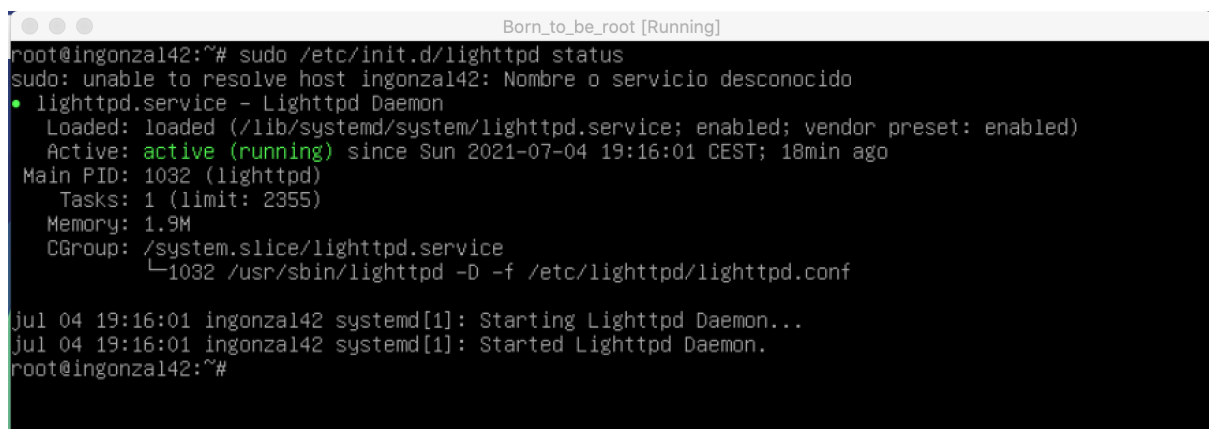 Born_to_be_root [Running]
root@ingonzal42:~# sudo /etc/init.d/lighttpd status
sudo: unable to resolve host ingonzal42: Nombre o servicio desconocido
● lighttpd.service – Lighttpd Daemon
   Loaded: loaded (/lib/systemd/system/lighttpd.service; enabled; vendor preset: enabled)
   Active: active (running) since Sun 2021-07-04 19:16:01 CEST; 18min ago
 Main PID: 1032 (lighttpd)
    Tasks: 1 (limit: 2355)
   Memory: 1.9M
   CGroup: /system.slice/lighttpd.service
           └─1032 /usr/sbin/lighttpd -D -f /etc/lighttpd/lighttpd.conf
jul 04 19:16:01 ingonzal42 systemd[1]: Starting Lighttpd Daemon...
jul 04 19:16:01 ingonzal42 systemd[1]: Started Lighttpd Daemon.
root@ingonzal42:~#